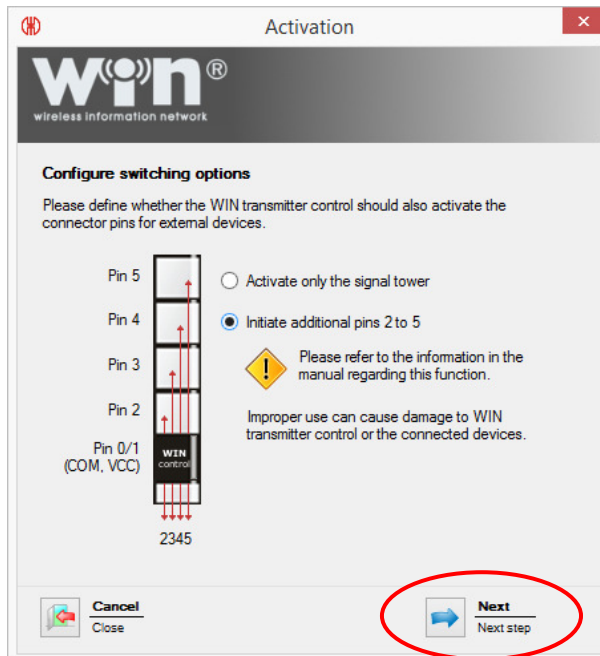 Activation
WIN®
wireless information network
Configure switching options
Please define whether the WIN transmitter control should also activate the
connector pins for external devices.
Pin 5
Activate only the signal tower
Pin 4
Initiate additional pins 2 to 5
Please refer to the information in the
manual regarding this function.
Pin 3
Pin 2
Improper use can cause damage to WIN
transmitter control or the connected devices.
Pin 0/1
(COM, VCC)
WIN
control
2345
Cancel
Close
Next
Next step